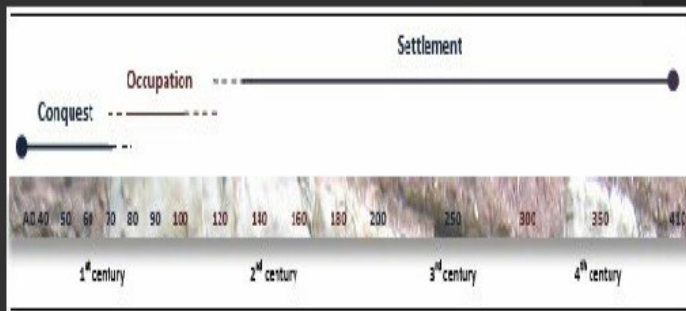 Settlement
Occupation
Conquest
AD 40 50 60 70 80 90 100 120 140 160 180 200 250 300 350 410
1st century 2nd century 3rd century 4th century